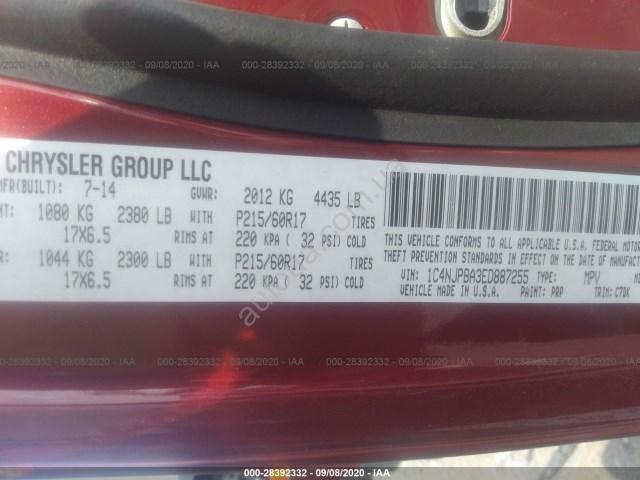 000-28392332 - 09/08/2020 - IAA
CHRYSLER GROUP LLC
MFR(BUILT): 7-14 GVWR: 2012 KG 4435 LB
1080 KG 2380 LB WITH P215/60R17 TIRES
17X6.5 RIMS AT 220 KPA ( 32 PSI) COLD
1044 KG 2300 LB WITH P215/60R17 TIRES
17X6.5 RIMS AT 220 KPA ( 32 PSI) COLD
THIS VEHICLE CONFORMS TO ALL APPLICABLE U.S.A. FEDERAL MOTOR
THEFT PREVENTION STANDARDS IN EFFECT ON THE DATE OF MANUFAC
VIN: 1C4NJPBA3ED887255 TYPE: MPV
VEHICLE MADE IN U.S.A. PAINT: PRP TRIM: C7DK
000-28392332 - 09/08/2020 - IAA
000-28392332 - 09/08/2020 - IAA